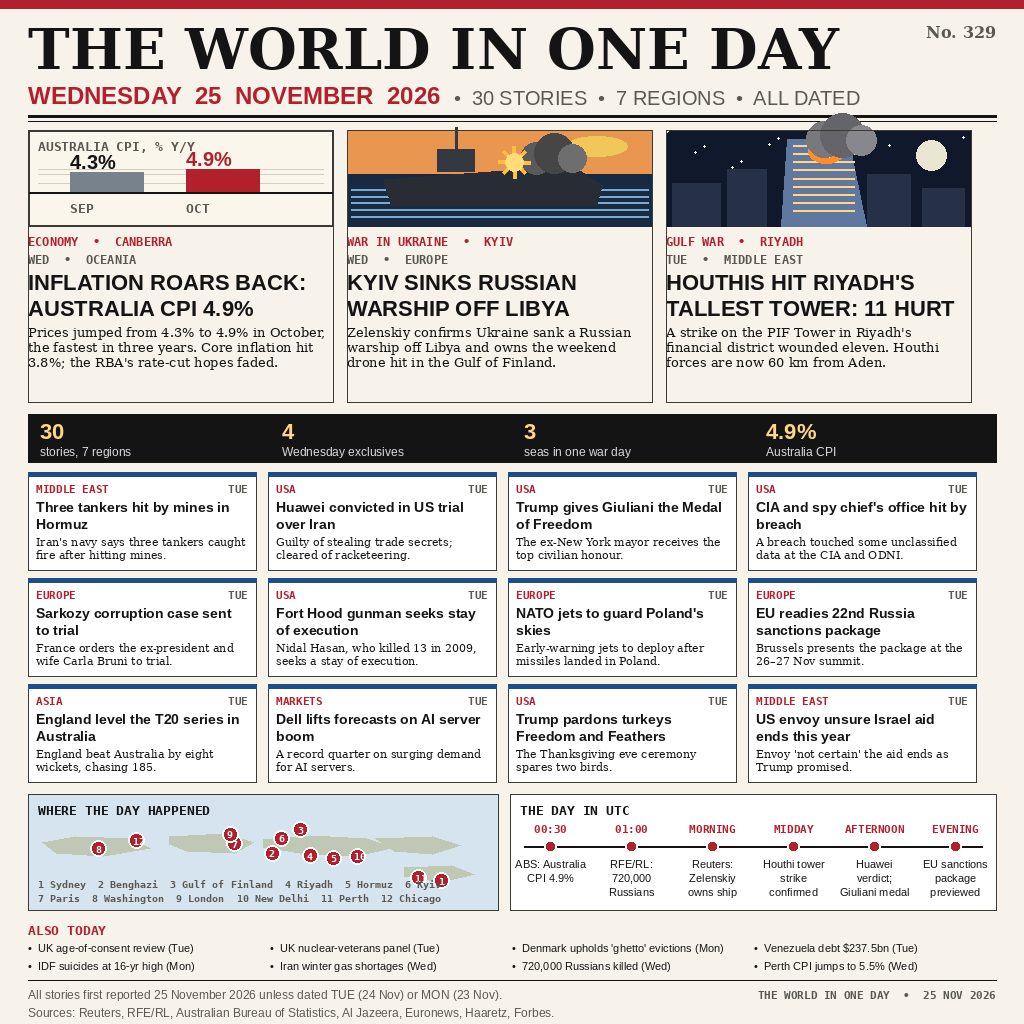 THE WORLD IN ONE DAY
No. 329
WEDNESDAY 25 NOVEMBER 2026 • 30 STORIES • 7 REGIONS • ALL DATED
AUSTRALIA CPI, % Y/Y
4.3% 4.9%
SEP OCT
ECONOMY • CANBERRA
WED • OCEANIA
INFLATION ROARS BACK:
AUSTRALIA CPI 4.9%
Prices jumped from 4.3% to 4.9% in October,
the fastest in three years. Core inflation hit
3.8%; the RBA's rate-cut hopes faded.
WAR IN UKRAINE • KYIV
WED • EUROPE
KYIV SINKS RUSSIAN
WARSHIP OFF LIBYA
Zelenskiy confirms Ukraine sank a Russian
warship off Libya and owns the weekend
drone hit in the Gulf of Finland.
GULF WAR • RIYADH
TUE • MIDDLE EAST
HOUTHIS HIT RIYADH'S
TALLEST TOWER: 11 HURT
A strike on the PIF Tower in Riyadh's
financial district wounded eleven. Houthi
forces are now 60 km from Aden.
30
stories, 7 regions
4
Wednesday exclusives
3
seas in one war day
4.9%
Australia CPI
MIDDLE EAST TUE
Three tankers hit by mines in
Hormuz
Iran's navy says three tankers caught
fire after hitting mines.
USA TUE
Huawei convicted in US trial
over Iran
Guilty of stealing trade secrets;
cleared of racketeering.
USA TUE
Trump gives Giuliani the Medal
of Freedom
The ex-New York mayor receives the
top civilian honour.
USA TUE
CIA and spy chief's office hit by
breach
A breach touched some unclassified
data at the CIA and ODNI.
EUROPE TUE
Sarkozy corruption case sent
to trial
France orders the ex-president and
wife Carla Bruni to trial.
USA TUE
Fort Hood gunman seeks stay
of execution
Nidal Hasan, who killed 13 in 2009,
seeks a stay of execution.
EUROPE TUE
NATO jets to guard Poland's
skies
Early-warning jets to deploy after
missiles landed in Poland.
EUROPE TUE
EU readies 22nd Russia
sanctions package
Brussels presents the package at the
26–27 Nov summit.
ASIA TUE
England level the T20 series in
Australia
England beat Australia by eight
wickets, chasing 185.
MARKETS TUE
Dell lifts forecasts on AI server
boom
A record quarter on surging demand
for AI servers.
USA TUE
Trump pardons turkeys
Freedom and Feathers
The Thanksgiving eve ceremony
spares two birds.
MIDDLE EAST TUE
US envoy unsure Israel aid
ends this year
Envoy 'not certain' the aid ends as
Trump promised.
WHERE THE DAY HAPPENED
8 12 9 7 2 6 3 4 5 10 11 1
1 Sydney 2 Benghazi 3 Gulf of Finland 4 Riyadh 5 Hormuz 6 Kyiv
7 Paris 8 Washington 9 London 10 New Delhi 11 Perth 12 Chicago
THE DAY IN UTC
00:30
ABS: Australia
CPI 4.9%
01:00
RFE/RL:
720,000
Russians
MORNING
Reuters:
Zelenskiy
owns ship
MIDDAY
Houthi tower
strike
confirmed
AFTERNOON
Huawei
verdict;
Giuliani medal
EVENING
EU sanctions
package
previewed
ALSO TODAY
• UK age-of-consent review (Tue)
• UK nuclear-veterans panel (Tue)
• Denmark upholds 'ghetto' evictions (Mon)
• Venezuela debt $237.5bn (Tue)
• IDF suicides at 16-yr high (Mon)
• Iran winter gas shortages (Wed)
• 720,000 Russians killed (Wed)
• Perth CPI jumps to 5.5% (Wed)
All stories first reported 25 November 2026 unless dated TUE (24 Nov) or MON (23 Nov).
THE WORLD IN ONE DAY • 25 NOV 2026
Sources: Reuters, RFE/RL, Australian Bureau of Statistics, Al Jazeera, Euronews, Haaretz, Forbes.